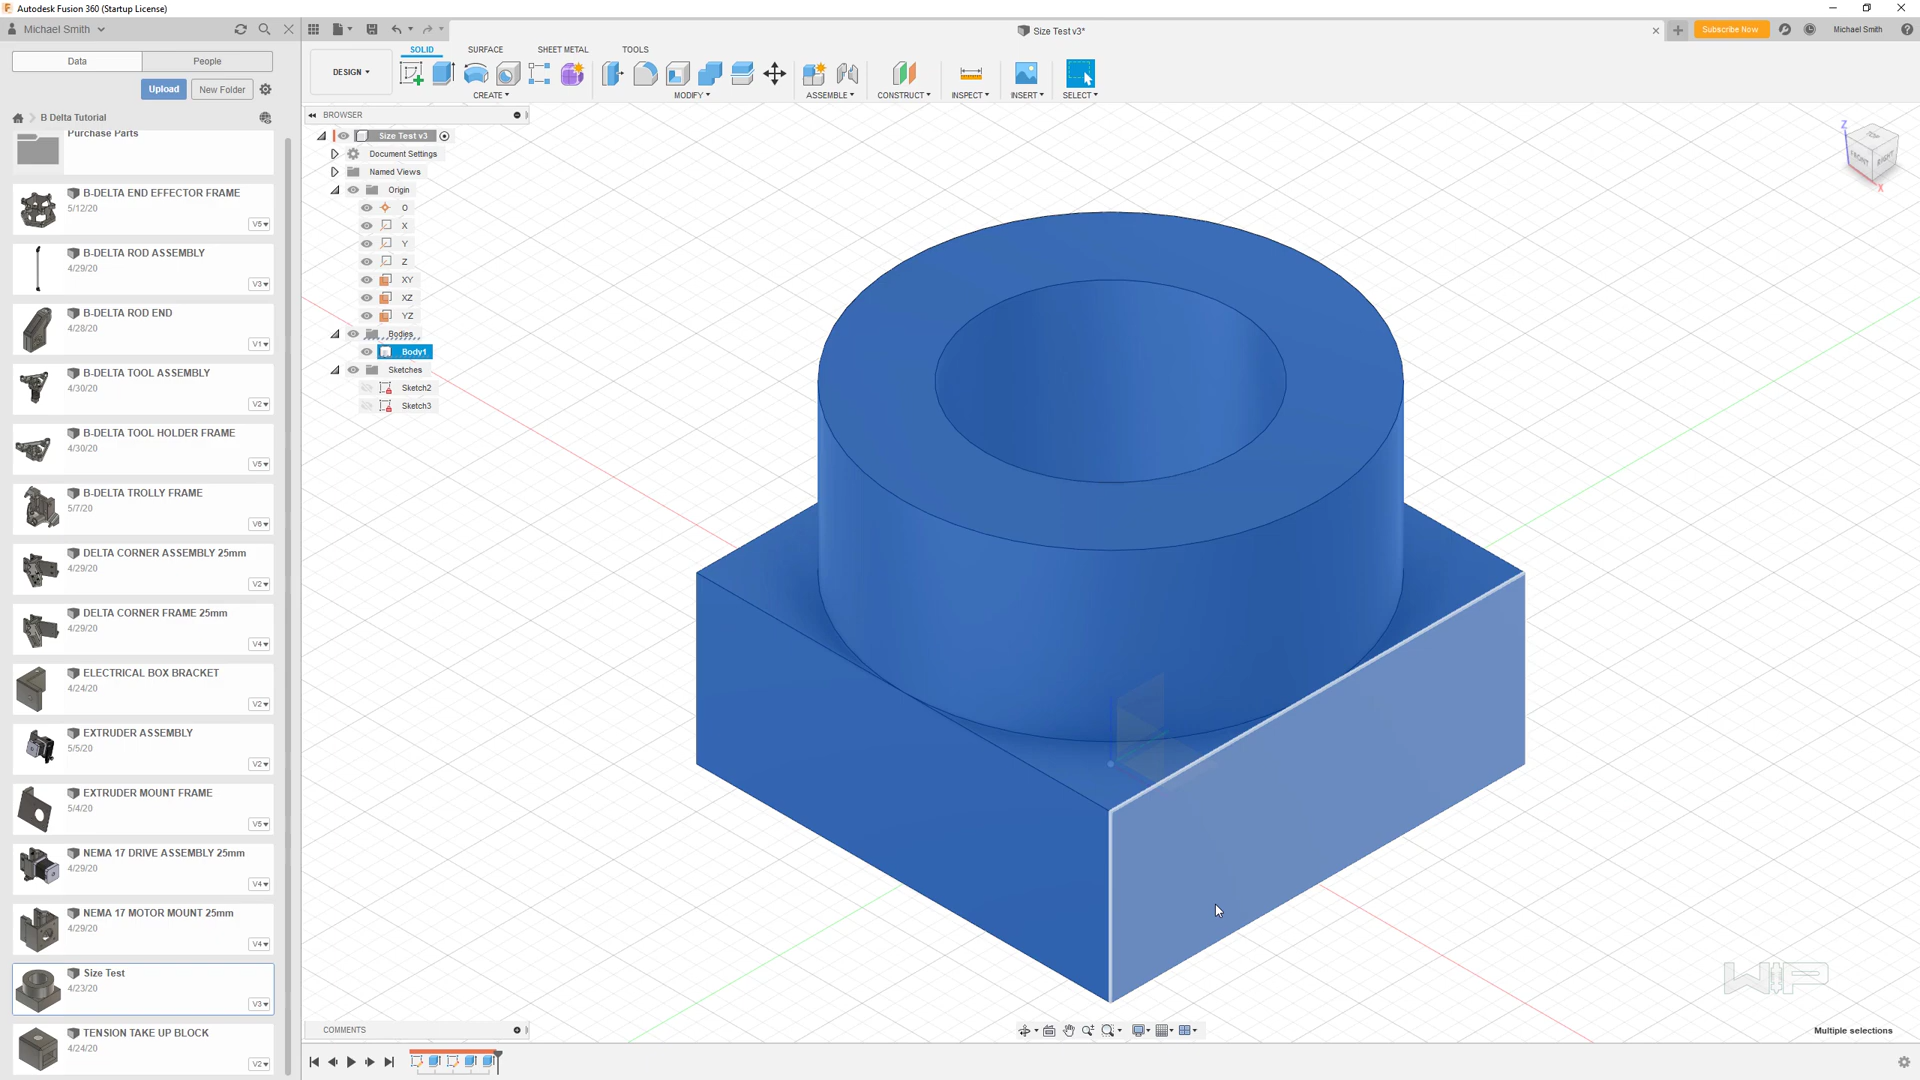 Autodesk Fusion 360 (Startup License)
Michael Smith
Size Test v3*
Subscribe Now
Michael Smith
Data
People
Upload
New Folder
B Delta Tutorial
Purchase Parts
B-DELTA END EFFECTOR FRAME
5/12/20
V5
B-DELTA ROD ASSEMBLY
4/29/20
V3
B-DELTA ROD END
4/28/20
V1
B-DELTA TOOL ASSEMBLY
4/30/20
V2
B-DELTA TOOL HOLDER FRAME
4/30/20
V5
B-DELTA TROLLY FRAME
5/7/20
V6
DELTA CORNER ASSEMBLY 25mm
4/29/20
V2
DELTA CORNER FRAME 25mm
4/29/20
V4
ELECTRICAL BOX BRACKET
4/24/20
V2
EXTRUDER ASSEMBLY
5/5/20
V2
EXTRUDER MOUNT FRAME
5/4/20
V5
NEMA 17 DRIVE ASSEMBLY 25mm
4/29/20
V4
NEMA 17 MOTOR MOUNT 25mm
4/29/20
V4
Size Test
4/23/20
V3
TENSION TAKE UP BLOCK
4/24/20
V2
DESIGN
SOLID
SURFACE
SHEET METAL
TOOLS
CREATE
MODIFY
ASSEMBLE
CONSTRUCT
INSPECT
INSERT
SELECT
BROWSER
Size Test v3
Document Settings
Named Views
Origin
O
X
Y
Z
XY
XZ
YZ
Bodies
Body1
Sketches
Sketch2
Sketch3
Z
FRONT
RIGHT
X
WIP
COMMENTS
Multiple selections